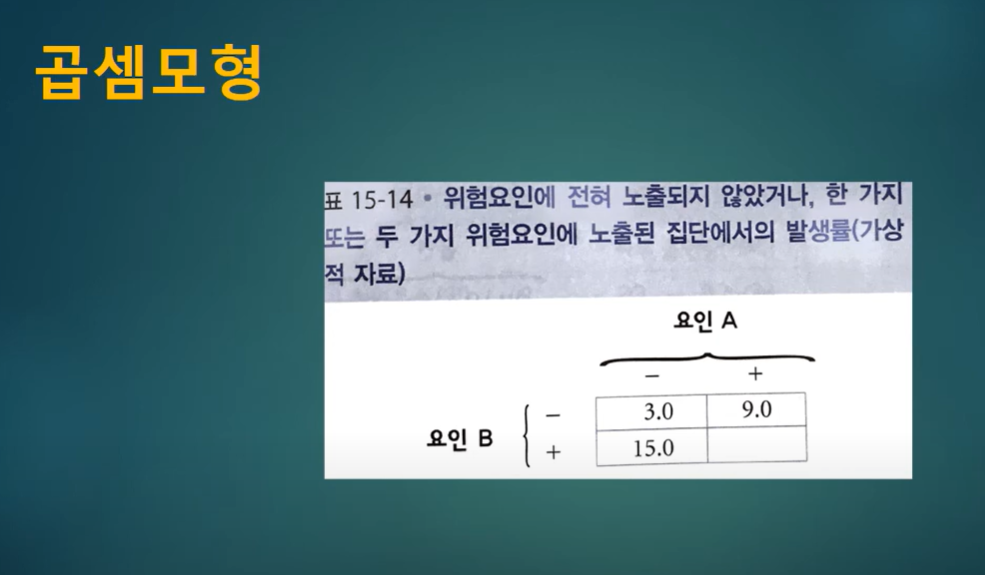 곱셈모형
표 15-14 • 위험요인에 전혀 노출되지 않았거나, 한 가지
또는 두 가지 위험요인에 노출된 집단에서의 발생률(가상
적 자료)
요인 A
− +
− 3.0 9.0
요인 B
+ 15.0